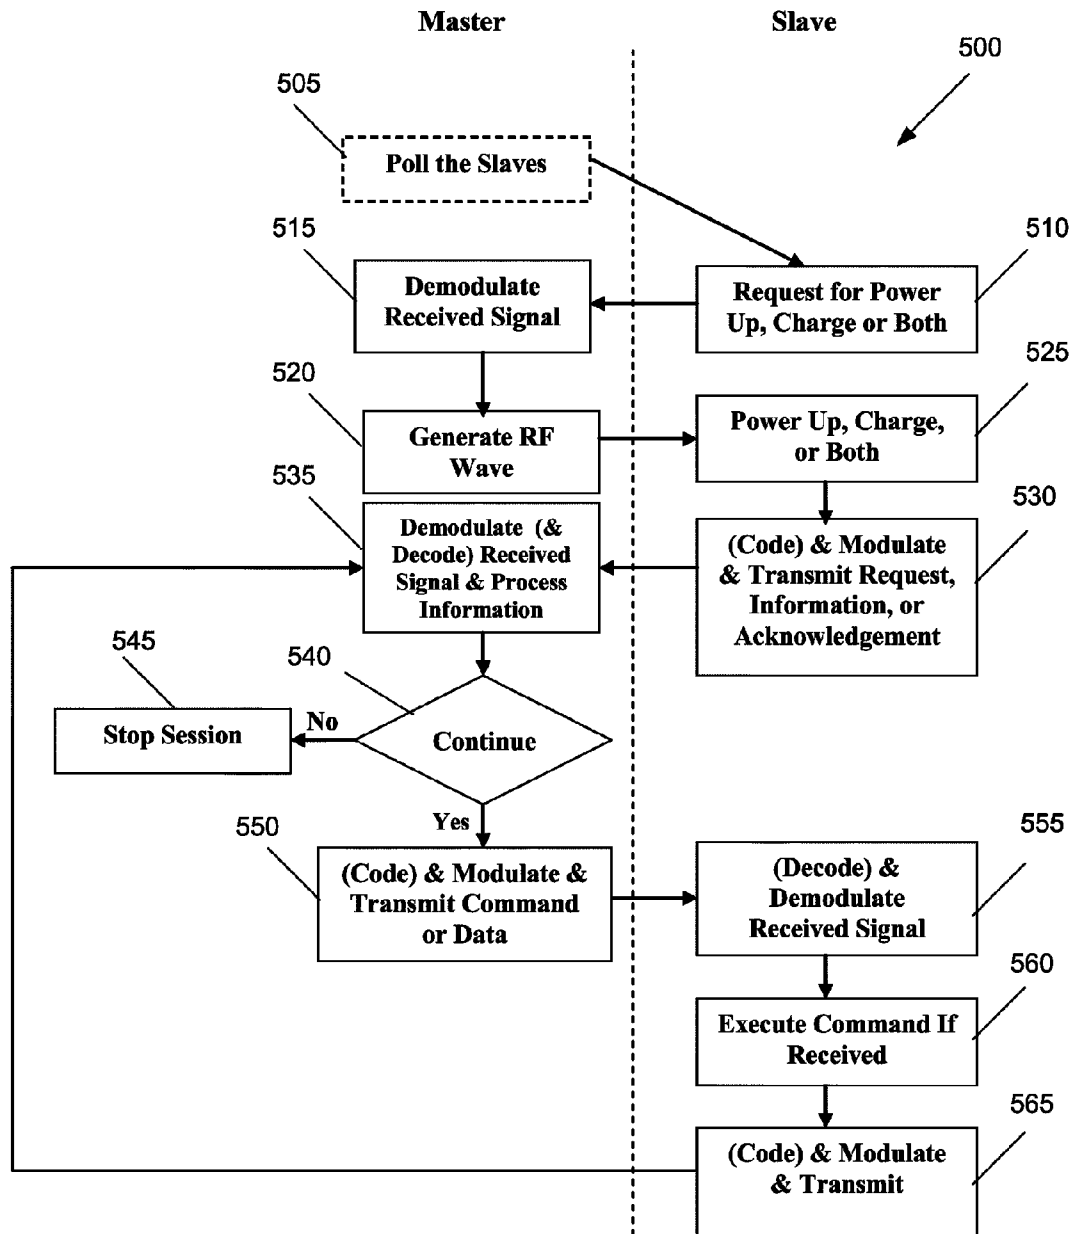 Master
Slave
500
505
Poll the Slaves
515
510
Demodulate
Received Signal
Request for Power
Up, Charge or Both
520
525
Generate RF
Wave
Power Up, Charge,
or Both
535
530
Demodulate (&
Decode) Received
Signal & Process
Information
(Code) & Modulate
& Transmit Request,
Information, or
Acknowledgement
545
540
Stop Session
No
Continue
Yes
550
555
(Code) & Modulate &
Transmit Command
or Data
(Decode) &
Demodulate
Received Signal
560
Execute Command If
Received
565
(Code) & Modulate
& Transmit